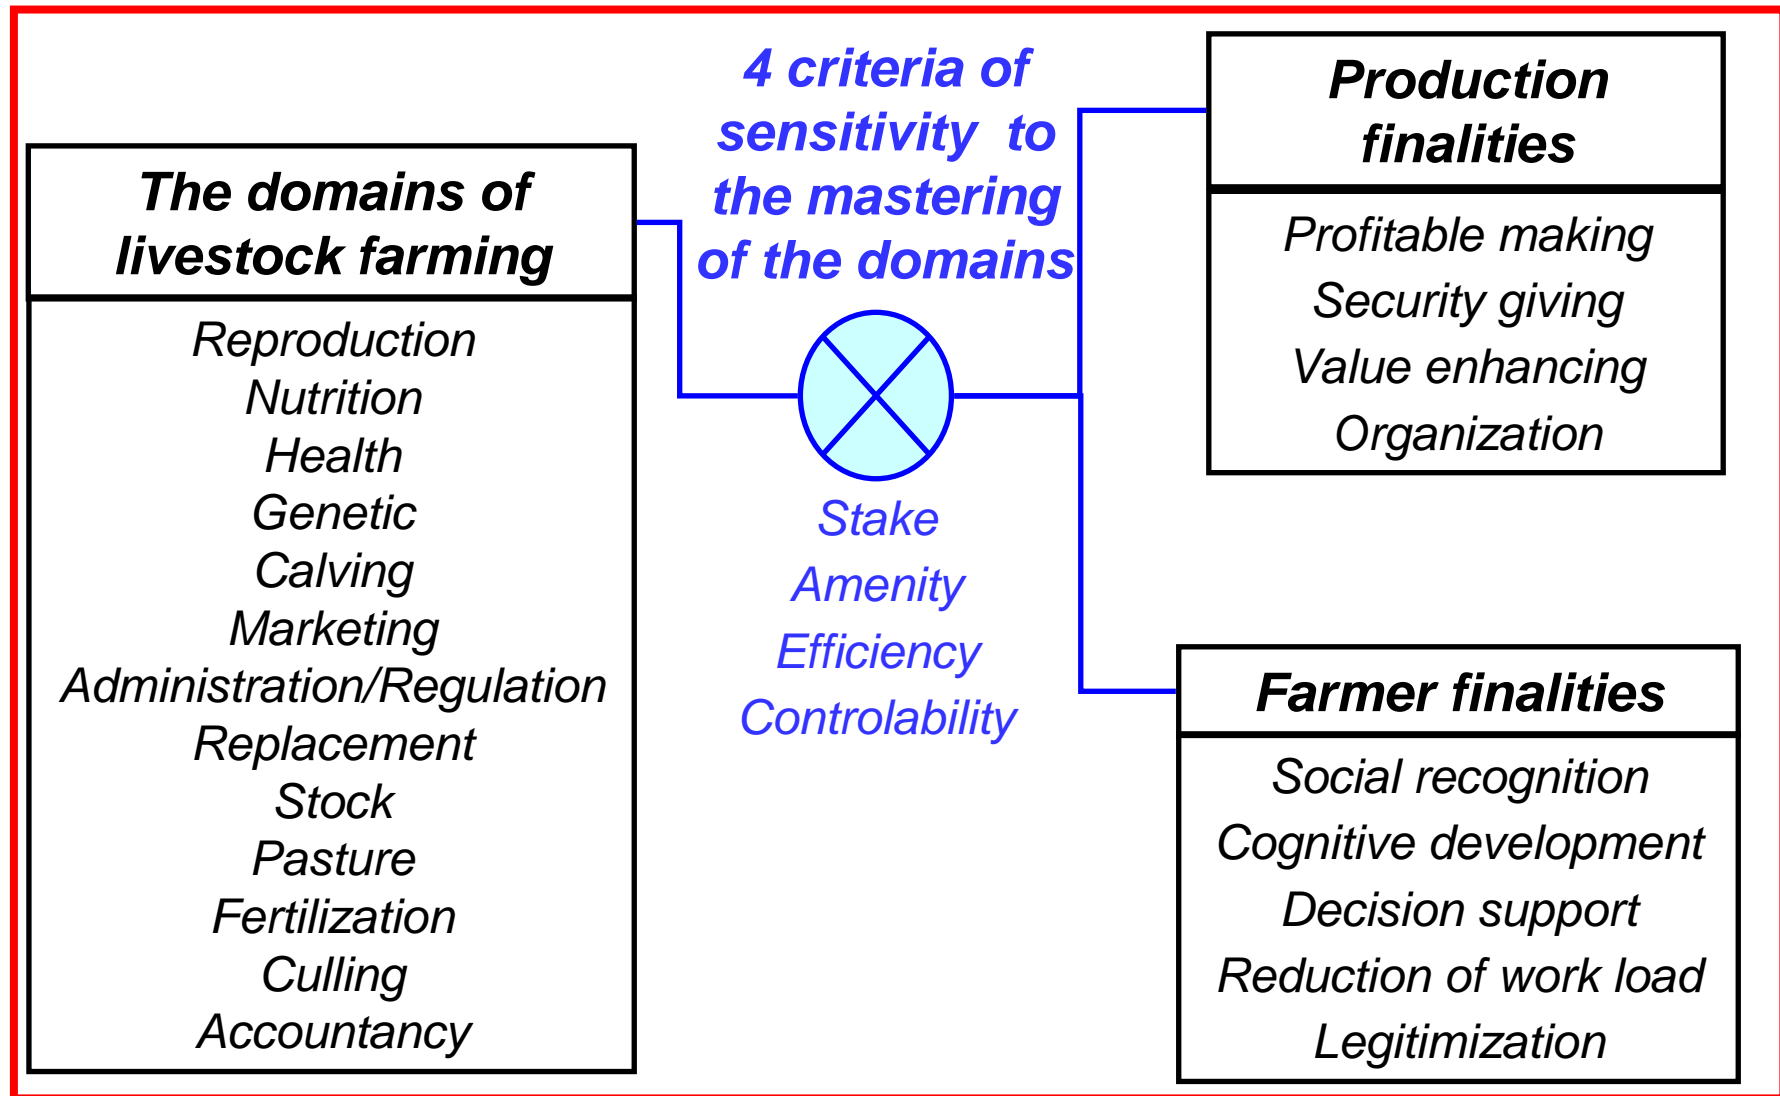 The domains of
livestock farming
Reproduction
Nutrition
Health
Genetic
Calving
Marketing
Administration/Regulation
Replacement
Stock
Pasture
Fertilization
Culling
Accountancy
4 criteria of
sensitivity to
the mastering
of the domains
Stake
Amenity
Efficiency
Controlability
Production
finalities
Profitable making
Security giving
Value enhancing
Organization
Farmer finalities
Social recognition
Cognitive development
Decision support
Reduction of work load
Legitimization